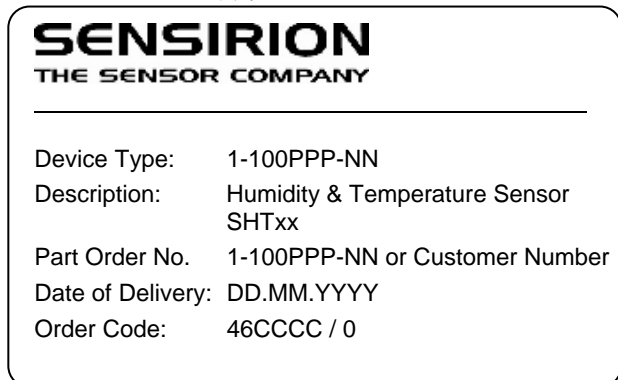 SENSIRION
THE SENSOR COMPANY
Device Type: 1-100PPP-NN
Description: Humidity & Temperature Sensor
SHTxx
Part Order No. 1-100PPP-NN or Customer Number
Date of Delivery: DD.MM.YYYY
Order Code: 46CCCC / 0